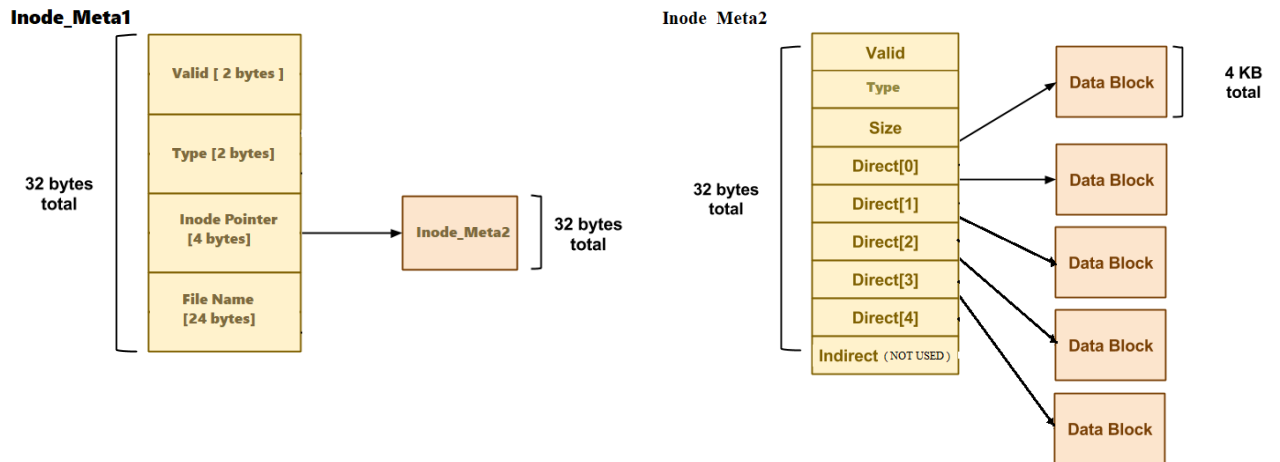 Inode_Meta1
32 bytes
total
Valid [ 2 bytes ]
Type [2 bytes]
Inode Pointer
[4 bytes]
File Name
[24 bytes]
Inode_Meta2
32 bytes
total
Inode Meta2
32 bytes
total
Valid
Type
Size
Direct[0]
Direct[1]
Direct[2]
Direct[3]
Direct[4]
Indirect ( NOT USED )
Data Block
4 KB
total
Data Block
Data Block
Data Block
Data Block